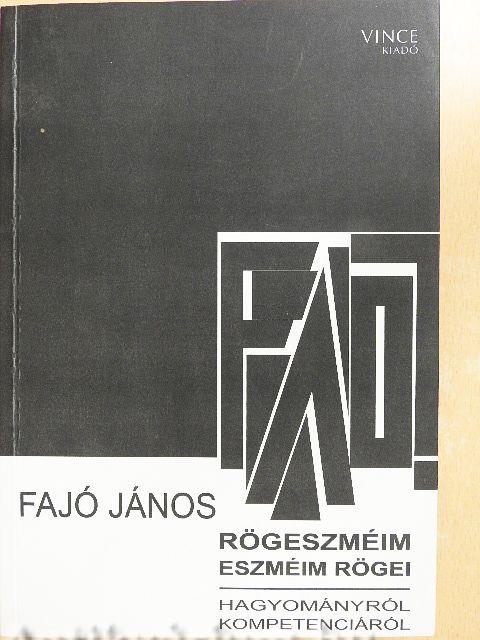 VINCE
KIADÓ
FAJÓ
FAJÓ JÁNOS
RÖGESZMÉIM
ESZMÉIM RÖGEI
HAGYOMÁNYRÓL
KOMPETENCIÁRÓL